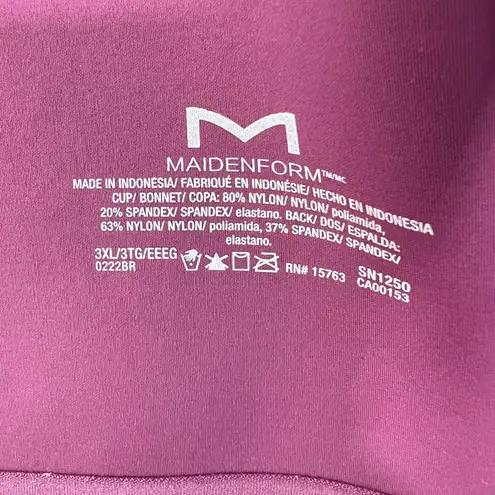 M
MAIDENFORM™/MC
MADE IN INDONESIA/ FABRIQUÉ EN INDONÉSIE/ HECHO EN INDONESIA
CUP/ BONNET/ COPA: 80% NYLON/ NYLON/ poliamida,
20% SPANDEX/ SPANDEX/ elastano. BACK/ DOS/ ESPALDA:
63% NYLON/ NYLON/ poliamida, 37% SPANDEX/ SPANDEX/
elastano.
3XL/3TG/EEEG RN# 15763 SN1250
0222BR CA00153